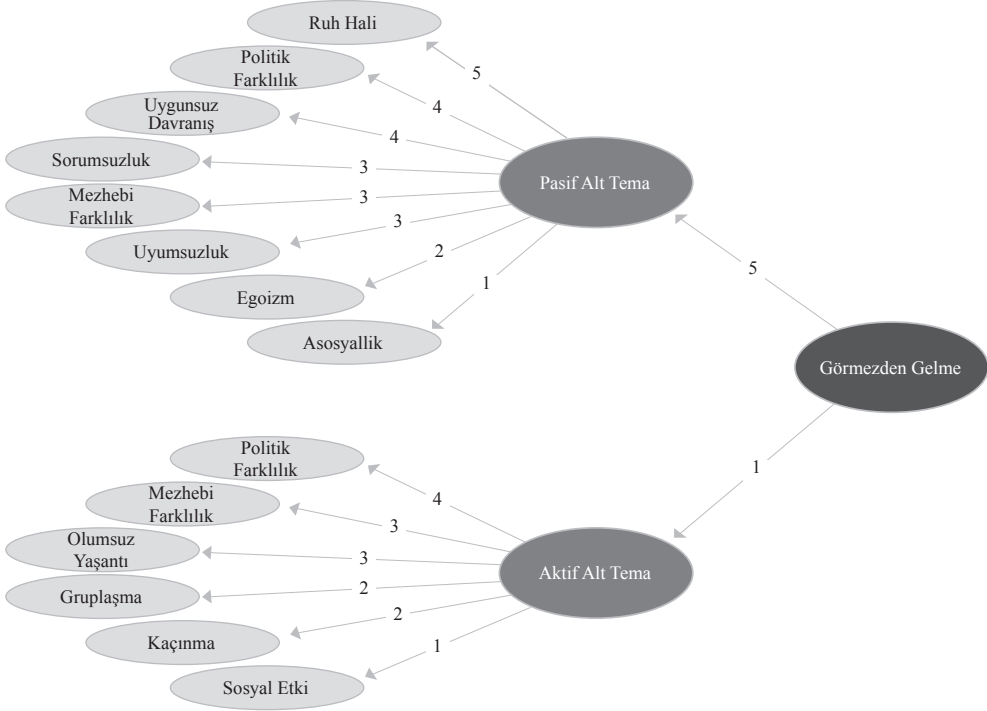 Ruh Hali
5
Politik
Farklılık
4
Uygunsuz
Davranış
4
Sorumsuzluk
3
Pasif Alt Tema
Mezhebi
Farklılık
3
Uyumsuzluk
3
Egoizm
2
5
Asosyallik
1
Görmezden Gelme
Politik
Farklılık
4
1
Mezhebi
Farklılık
3
Olumsuz
Yaşantı
3
Aktif Alt Tema
Gruplaşma
2
Kaçınma
2
Sosyal Etki
1